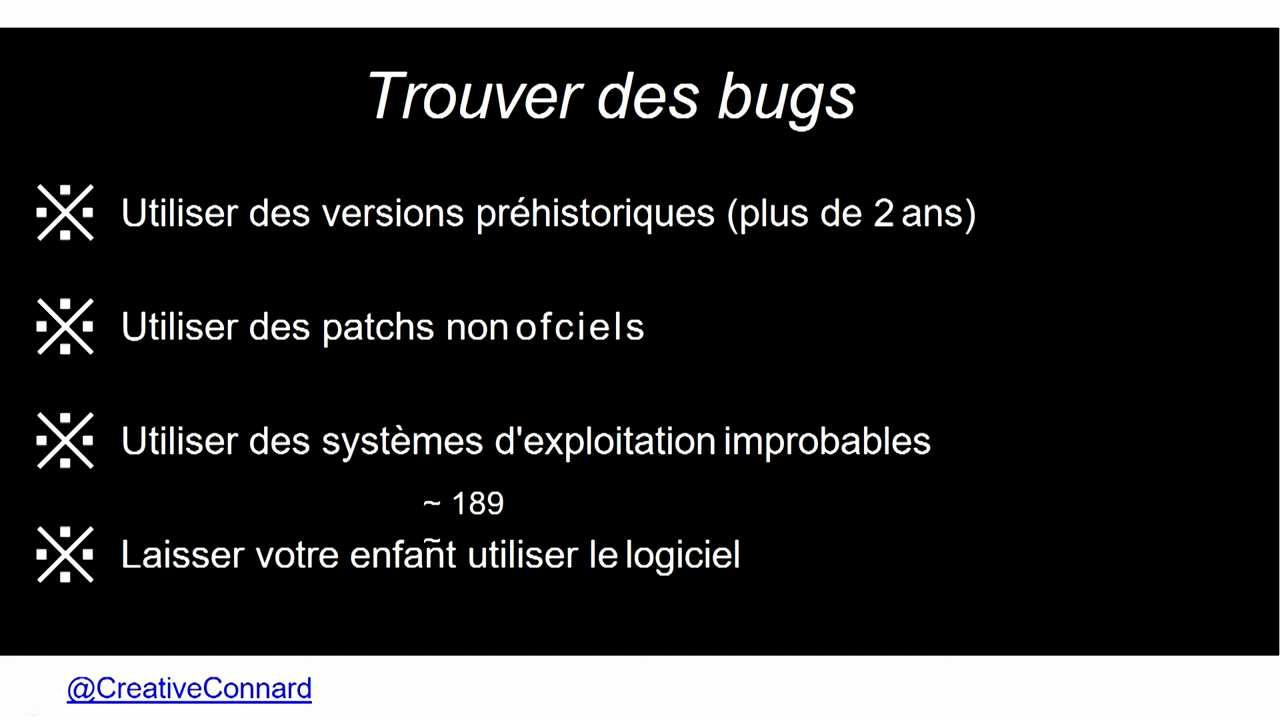 Trouver des bugs
※ Utiliser des versions préhistoriques (plus de 2 ans)
※ Utiliser des patchs non ofciels
※ Utiliser des systèmes d'exploitation improbables
~ 189
~
※ Laisser votre enfant utiliser le logiciel
@CreativeConnard